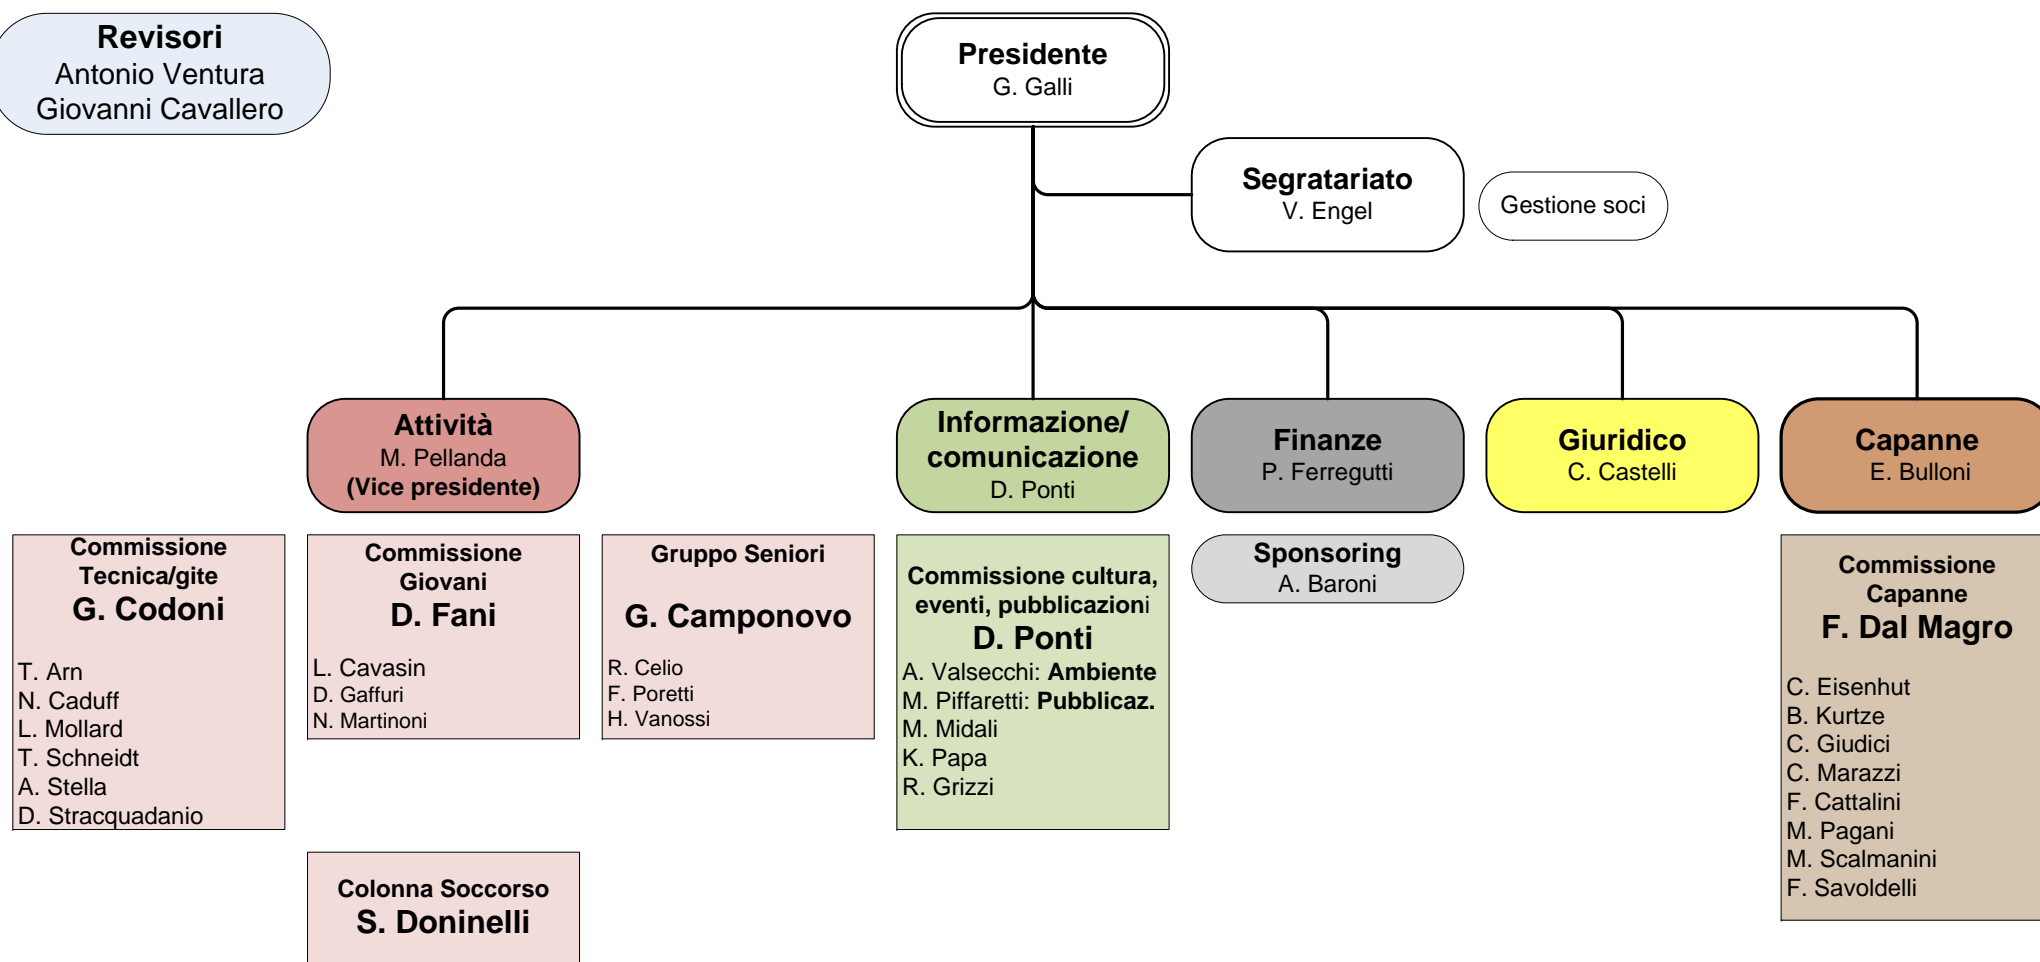 Revisori
Antonio Ventura
Giovanni Cavallero
Presidente
G. Galli
Segratariato
V. Engel
Gestione soci
Attività
M. Pellanda
(Vice presidente)
Informazione/
comunicazione
D. Ponti
Finanze
P. Ferregutti
Giuridico
C. Castelli
Capanne
E. Bulloni
Commissione
Tecnica/gite
G. Codoni
T. Arn
N. Caduff
L. Mollard
T. Schneidt
A. Stella
D. Stracquadanio
Commissione
Giovani
D. Fani
L. Cavasin
D. Gaffuri
N. Martinoni
Gruppo Seniori
G. Camponovo
R. Celio
F. Poretti
H. Vanossi
Commissione cultura,
eventi, pubblicazioni
D. Ponti
A. Valsecchi: Ambiente
M. Piffaretti: Pubblicaz.
M. Midali
K. Papa
R. Grizzi
Sponsoring
A. Baroni
Commissione
Capanne
F. Dal Magro
C. Eisenhut
B. Kurtze
C. Giudici
C. Marazzi
F. Cattalini
M. Pagani
M. Scalmanini
F. Savoldelli
Colonna Soccorso
S. Doninelli